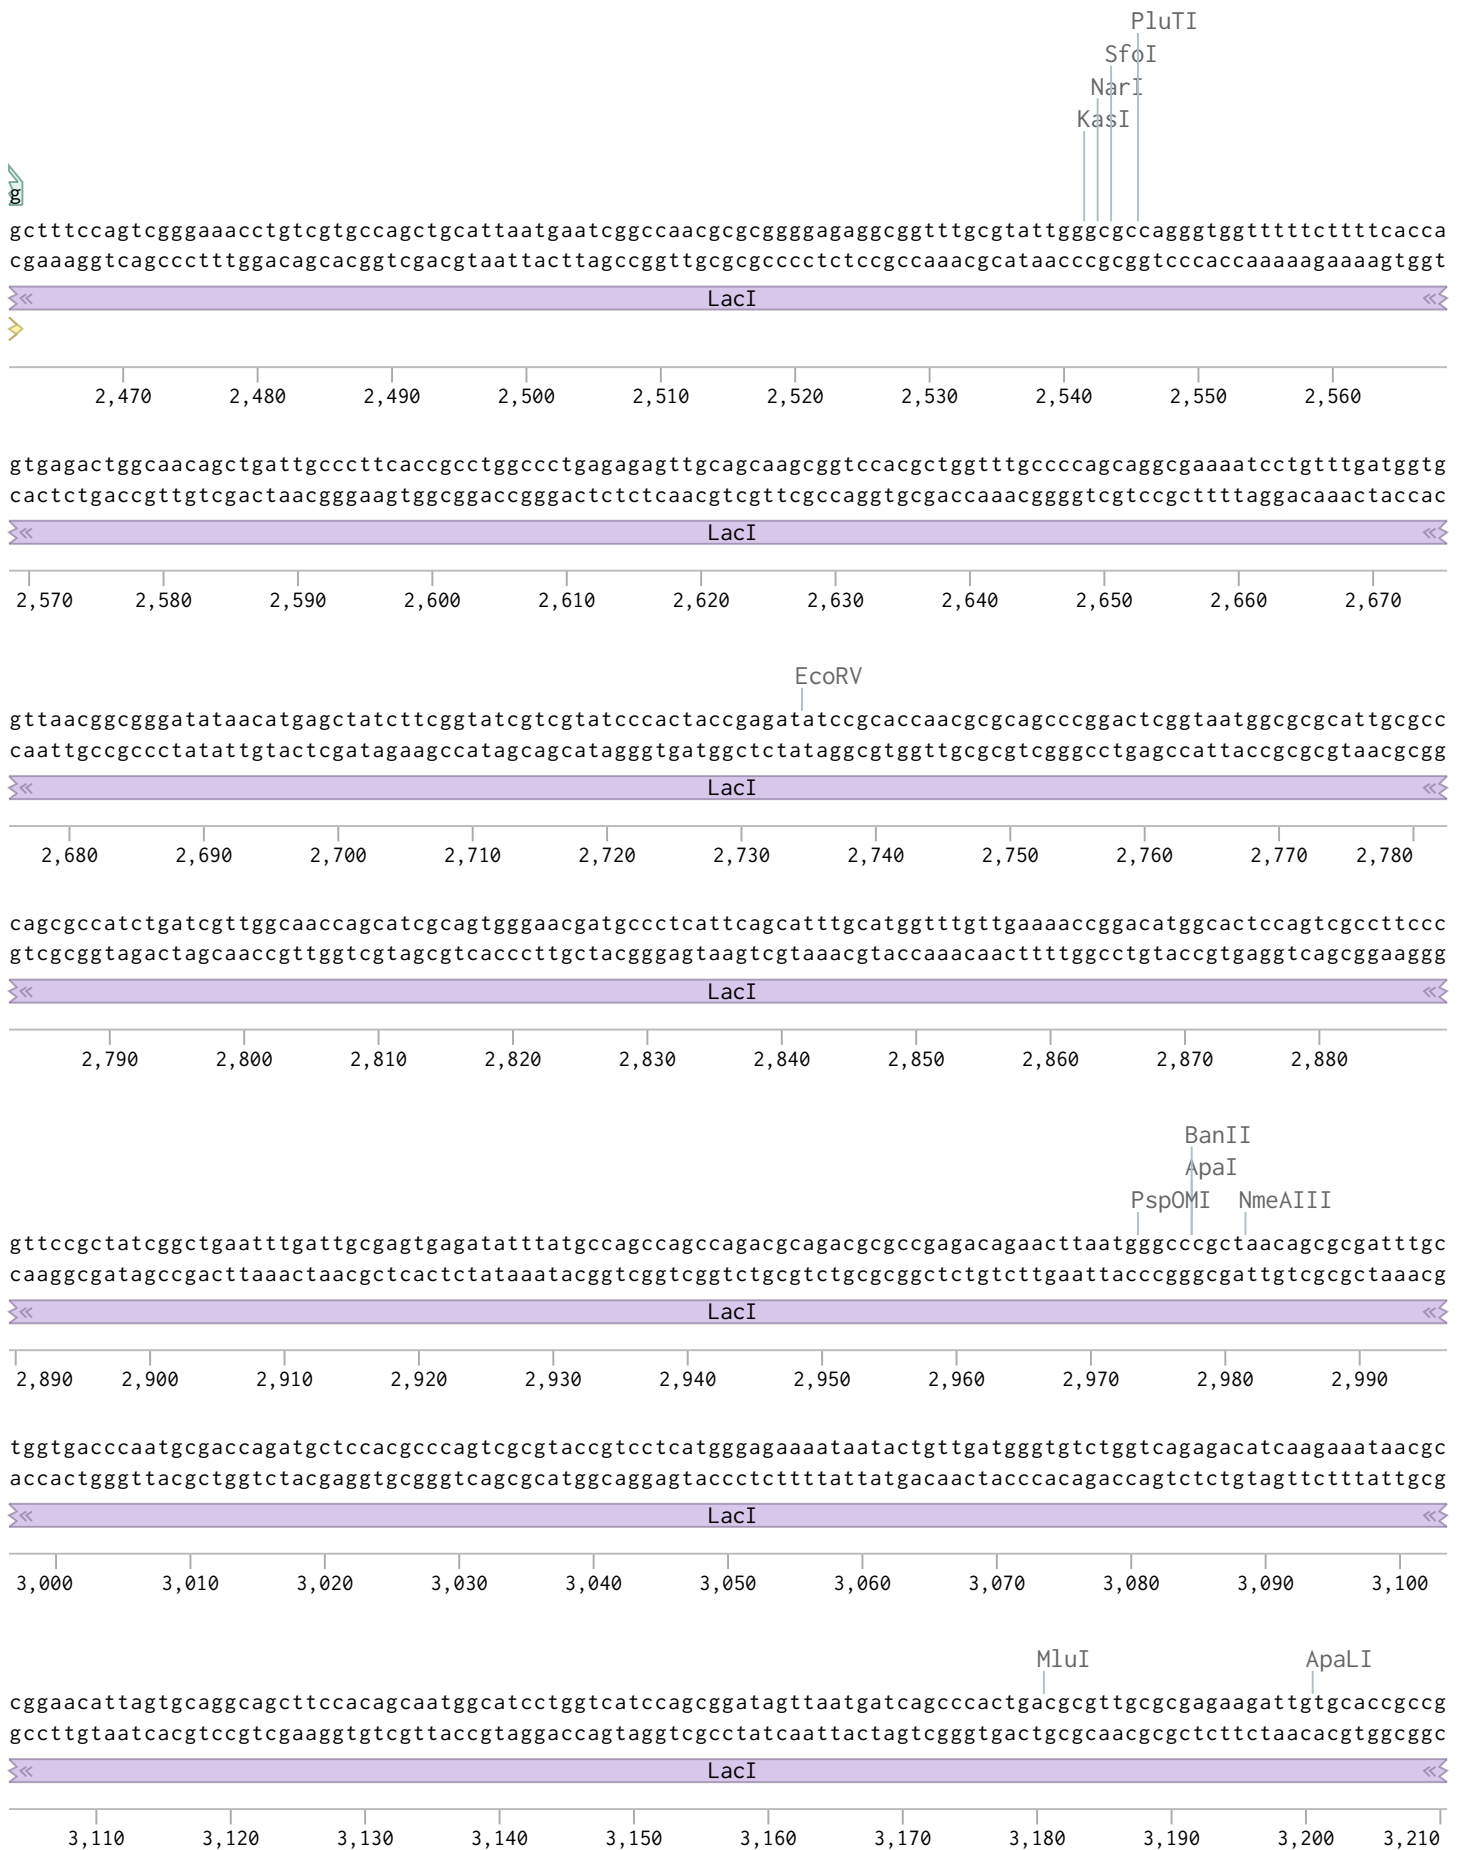 PluTI
SfoI
NarI
KasI
g
gctttccagtcgggaaacctgtcgtgccagctgcattaatgaatcggccaacgcgcggggagaggcggtttgcgtattgggcgccagggtggtttttcttttcacca
cgaaaggtcagccctttggacagcacggtcgacgtaattacttagccggttgcgcgcccctctccgccaaacgcataacccgcggtcccaccaaaaagaaaagtggt
LacI
2,470 2,480 2,490 2,500 2,510 2,520 2,530 2,540 2,550 2,560
gtgagactggcaacagctgattgcccttcaccgcctggccctgagagagttgcagcaagcggtccacgctggtttgccccagcaggcgaaaatcctgtttgatggtg
cactctgaccgttgtcgactaacgggaagtggcggaccgggactctctcaacgtcgttcgccaggtgcgaccaaacggggtcgtccgcttttaggacaaactaccac
LacI
2,570 2,580 2,590 2,600 2,610 2,620 2,630 2,640 2,650 2,660 2,670
EcoRV
gttaacggcgggatataacatgagctatcttcggtatcgtcgtatcccactaccgagatatccgcaccaacgcgcagcccggactcggtaatggcgcgcattgcgcc
caattgccgccctatattgtactcgatagaagccatagcagcatagggtgatggctctataggcgtggttgcgcgtcgggcctgagccattaccgcgcgtaacgcgg
LacI
2,680 2,690 2,700 2,710 2,720 2,730 2,740 2,750 2,760 2,770 2,780
cagcgccatctgatcgttggcaaccagcatcgcagtgggaacgatgccctcattcagcatttgcatggtttgttgaaaaccggacatggcactccagtcgccttccc
gtcgcggtagactagcaaccgttggtcgtagcgtcacccttgctacgggagtaagtcgtaaacgtaccaaacaacttttggcctgtaccgtgaggtcagcggaaggg
LacI
2,790 2,800 2,810 2,820 2,830 2,840 2,850 2,860 2,870 2,880
BanII
ApaI
PspOMI NmeAIII
gttccgctatcggctgaatttgattgcgagtgagatatttatgccagccagccagacgcagacgcgccgagacagaacttaatgggcccgctaacagcgcgatttgc
caaggcgatagccgacttaaactaacgctcactctataaatacggtcggtcggtctgcgtctgcgcggctctgtcttgaattacccgggcgattgtcgcgctaaacg
LacI
2,890 2,900 2,910 2,920 2,930 2,940 2,950 2,960 2,970 2,980 2,990
tggtgacccaatgcgaccagatgctccacgcccagtcgcgtaccgtcctcatgggagaaaataatactgttgatgggtgtctggtcagagacatcaagaaataacgc
accactgggttacgctggtctacgaggtgcgggtcagcgcatggcaggagtaccctcttttattatgacaactacccacagaccagtctctgtagttctttattgcg
LacI
3,000 3,010 3,020 3,030 3,040 3,050 3,060 3,070 3,080 3,090 3,100
MluI ApaLI
cggaacattagtgcaggcagcttccacagcaatggcatcctggtcatccagcggatagttaatgatcagcccactgacgcgttgcgcgagaagattgtgcaccgccg
gccttgtaatcacgtccgtcgaaggtgtcgttaccgtaggaccagtaggtcgcctatcaattactagtcgggtgactgcgcaacgcgctcttctaacacgtggcggc
LacI
3,110 3,120 3,130 3,140 3,150 3,160 3,170 3,180 3,190 3,200 3,210